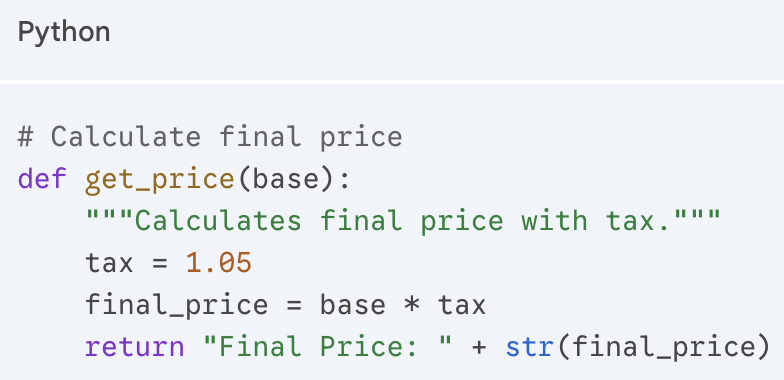 Python
# Calculate final price
def get_price(base):
    """Calculates final price with tax."""
    tax = 1.05
    final_price = base * tax
    return "Final Price: " + str(final_price)